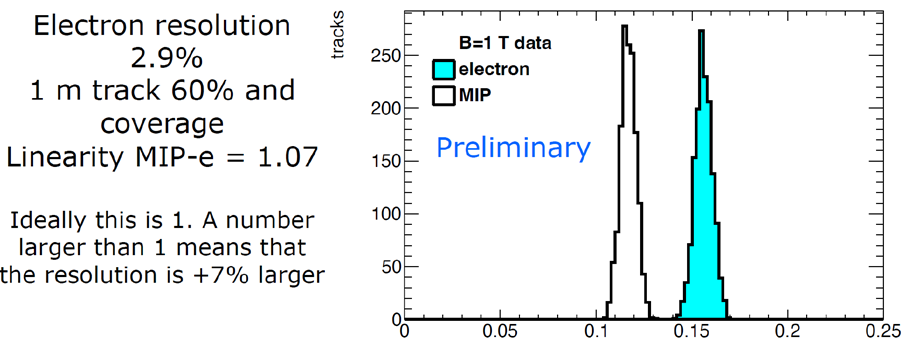 Electron resolution
2.9%
1 m track 60% and
coverage
Linearity MIP-e = 1.07
Ideally this is 1. A number
larger than 1 means that
the resolution is +7% larger
tracks
B=1 T data
electron
MIP
Preliminary
250
200
150
100
50
0
0
0.05
0.1
0.15
0.2
0.25